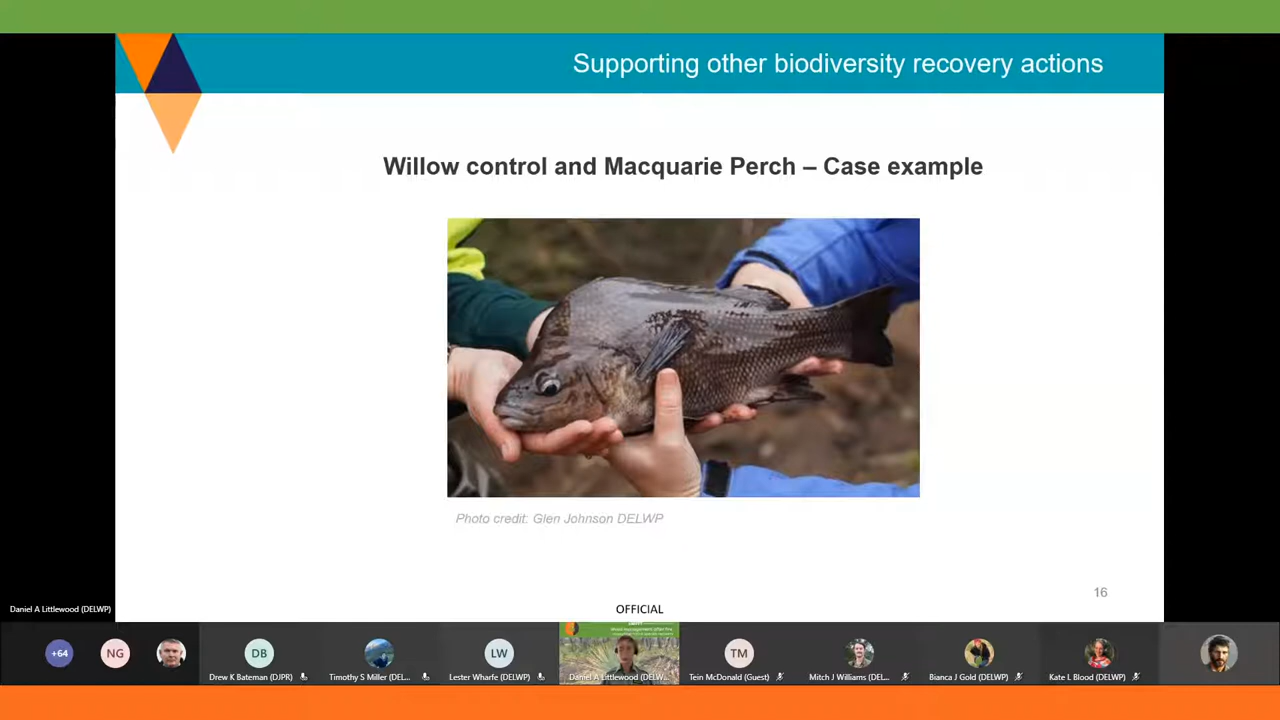 Supporting other biodiversity recovery actions
Willow control and Macquarie Perch – Case example
Photo credit: Glen Johnson DELWP
16
OFFICIAL
Daniel A Littlewood (DELWP)
+64
NG
DB
LW
TM
Drew K Bateman (DJPR)
Timothy S Miller (DEL...
Lester Wharfe (DELWP)
Daniel A Littlewood (DELW...
Tein McDonald (Guest)
Mitch J Williams (DEL...
Bianca J Gold (DELWP)
Kate L Blood (DELWP)